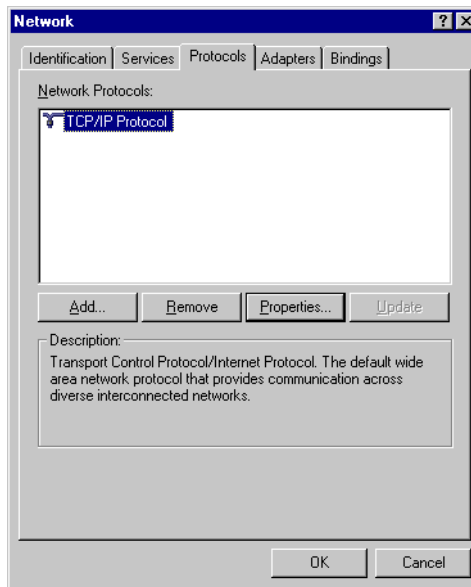 Network
Identification Services Protocols Adapters Bindings
Network Protocols:
TCP/IP Protocol
Add... Remove Properties... Update
Description:
Transport Control Protocol/Internet Protocol. The default wide
area network protocol that provides communication across
diverse interconnected networks.
OK Cancel